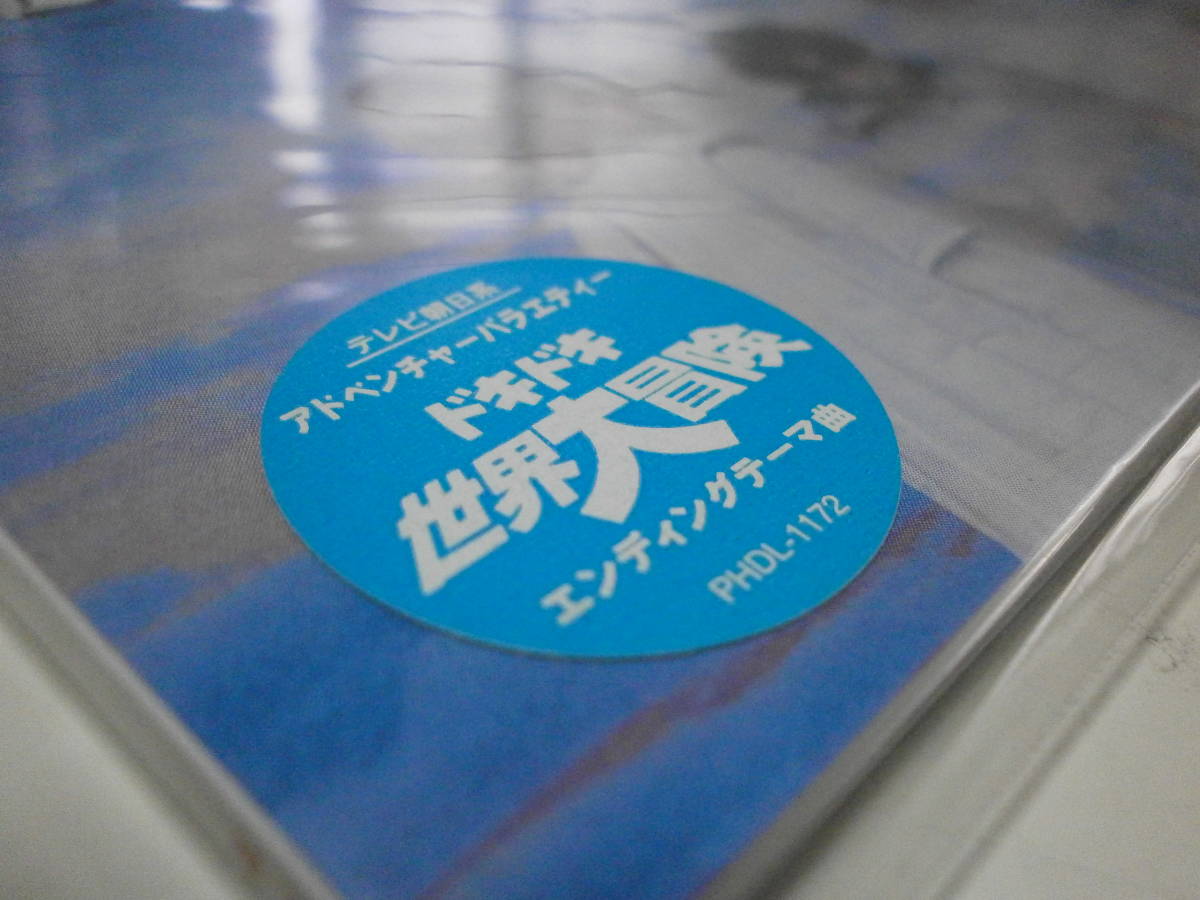 テレビ朝日系
アドベンチャーバラエティー
ドキドキ
世界大冒険
エンディングテーマ曲
PHDL-1172